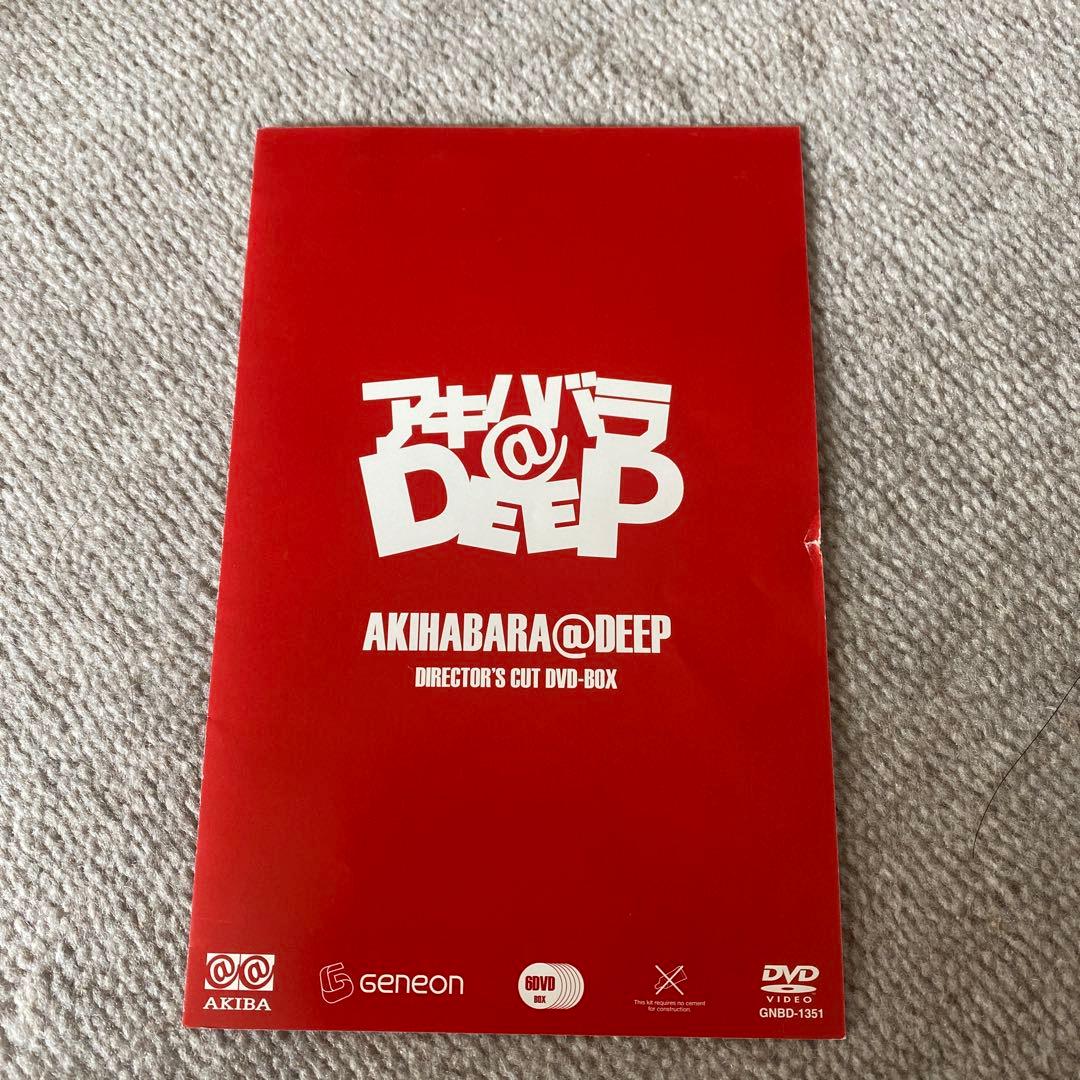 アキハバラ
@
DEEP
AKIHABARA@DEEP
DIRECTOR'S CUT DVD-BOX
@@
AKIBA
GENEON
6DVD
BOX
This kit requires no cement
for construction.
DVD
VIDEO
GNBD-1351